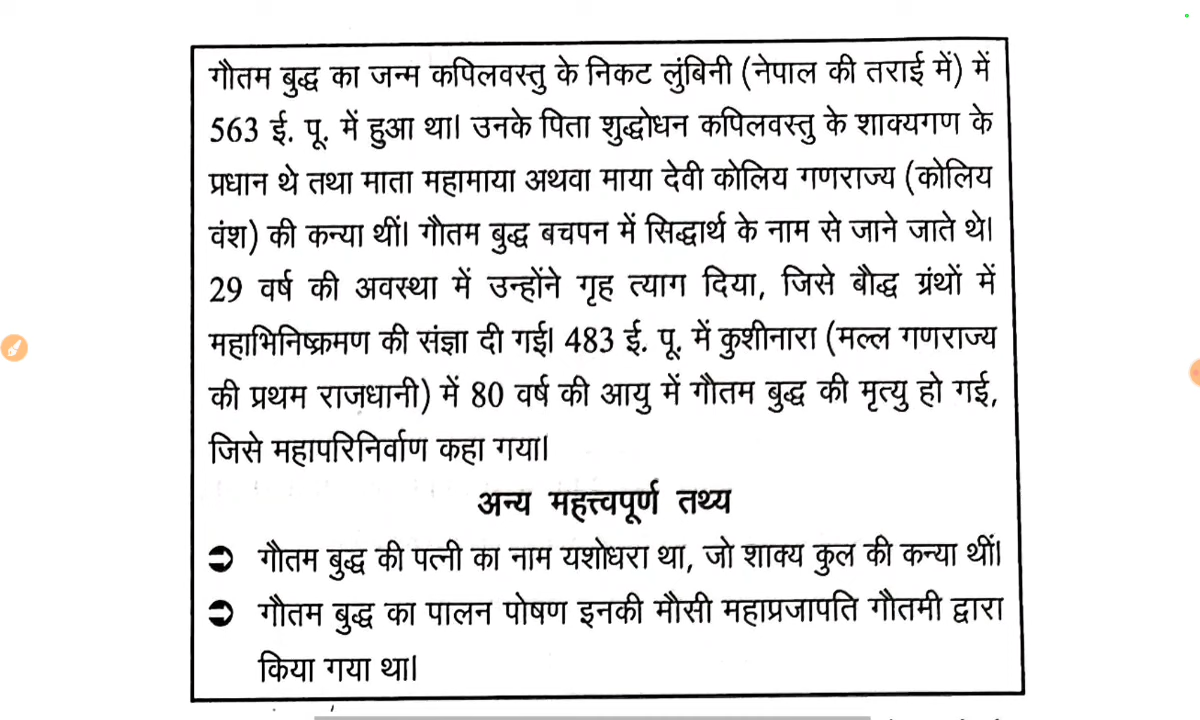 गौतम बुद्ध का जन्म कपिलवस्तु के निकट लुंबिनी (नेपाल की तराई में) में
563 ई. पू. में हुआ था। उनके पिता शुद्धोधन कपिलवस्तु के शाक्यगण के
प्रधान थे तथा माता महामाया अथवा माया देवी कोलिय गणराज्य (कोलिय
वंश) की कन्या थीं। गौतम बुद्ध बचपन में सिद्धार्थ के नाम से जाने जाते थे।
29 वर्ष की अवस्था में उन्होंने गृह त्याग दिया, जिसे बौद्ध ग्रंथों में
महाभिनिष्क्रमण की संज्ञा दी गई। 483 ई. पू. में कुशीनारा (मल्ल गणराज्य
की प्रथम राजधानी) में 80 वर्ष की आयु में गौतम बुद्ध की मृत्यु हो गई,
जिसे महापरिनिर्वाण कहा गया।
अन्य महत्त्वपूर्ण तथ्य
➲ गौतम बुद्ध की पत्नी का नाम यशोधरा था, जो शाक्य कुल की कन्या थीं।
➲ गौतम बुद्ध का पालन पोषण इनकी मौसी महाप्रजापति गौतमी द्वारा
किया गया था।